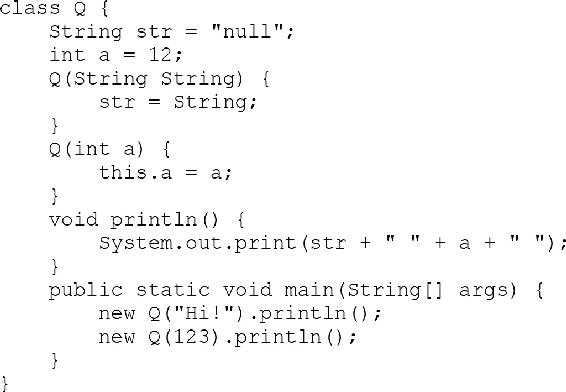 class Q {
    String str = "null";
    int a = 12;
    Q(String String) {
        str = String;
    }
    Q(int a) {
        this.a = a;
    }
    void println() {
        System.out.print(str + " " + a + " ");
    }
    public static void main(String[] args) {
        new Q("Hi!").println();
        new Q(123).println();
    }
}